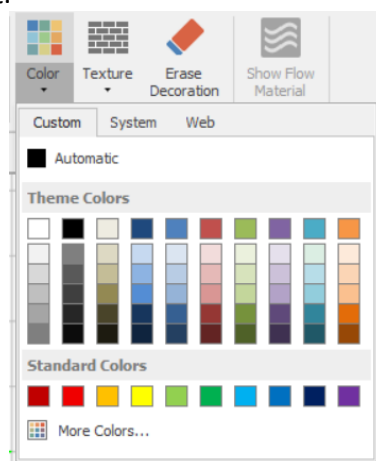 Color
Texture
Erase
Decoration
Show Flow
Material
Custom
System
Web
Automatic
Theme Colors
Standard Colors
More Colors...